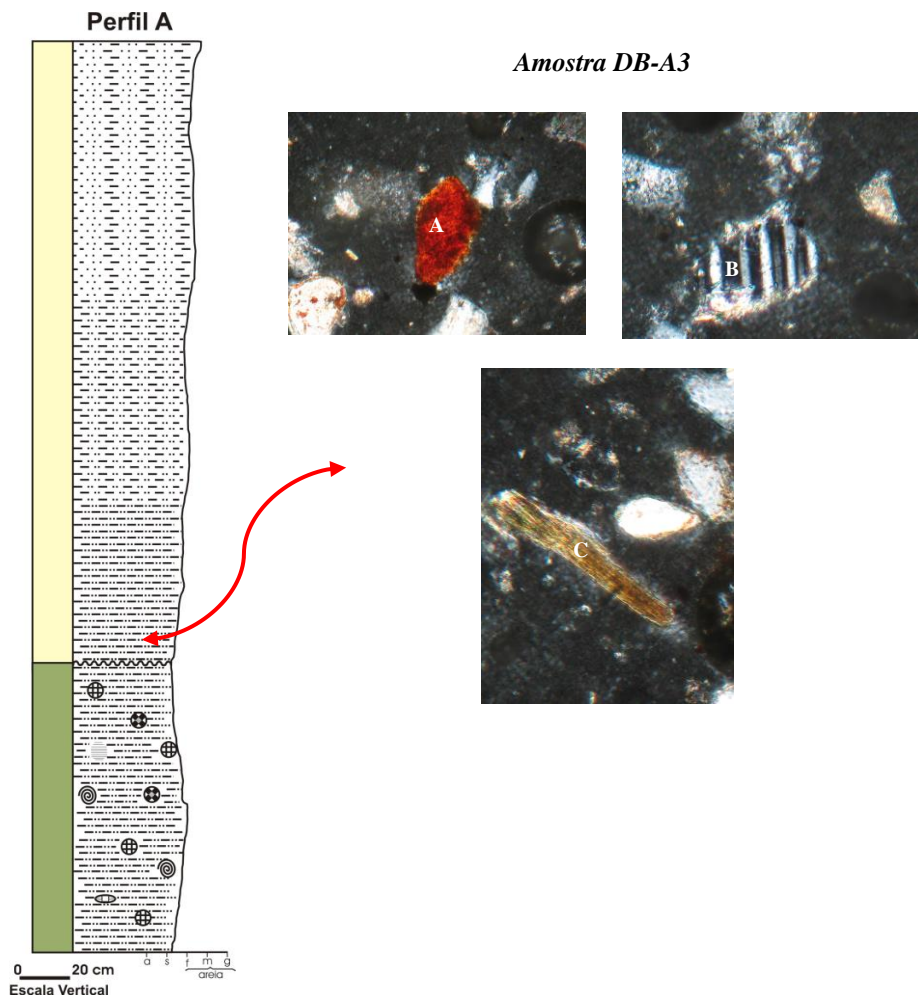 Perfil A
Amostra DB-A3
A
B
C
0 20 cm
Escala Vertical
a s f m g
areia